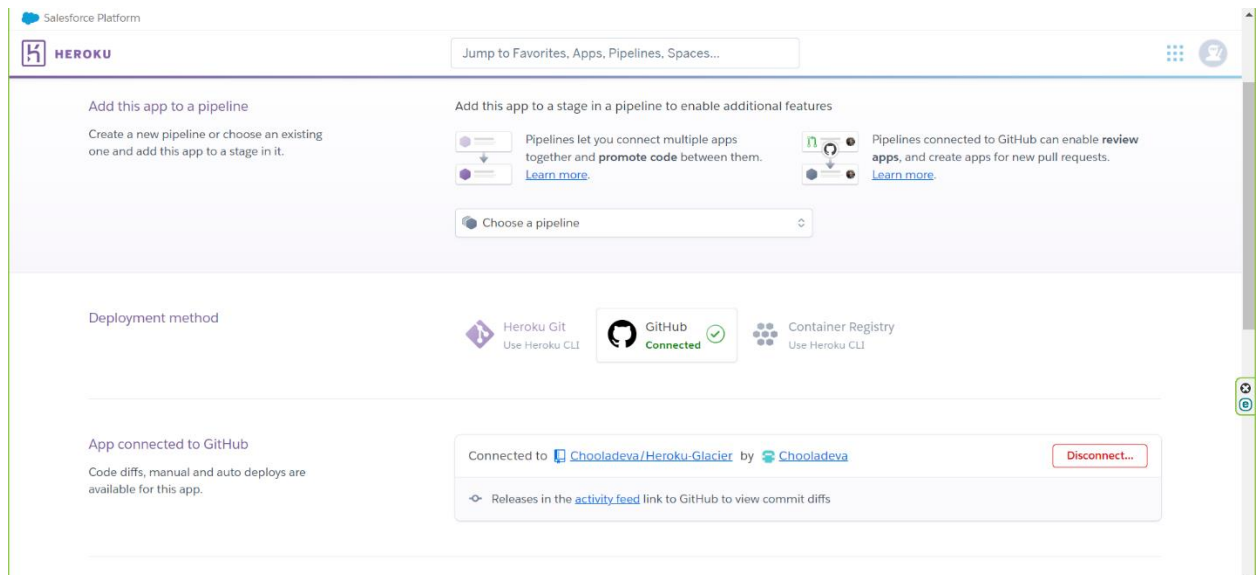 Salesforce Platform
HEROKU
Jump to Favorites, Apps, Pipelines, Spaces...
Add this app to a pipeline
Create a new pipeline or choose an existing
one and add this app to a stage in it.
Add this app to a stage in a pipeline to enable additional features
Pipelines let you connect multiple apps
together and promote code between them.
Learn more.
Pipelines connected to GitHub can enable review
apps, and create apps for new pull requests.
Learn more.
Choose a pipeline
Deployment method
Heroku Git
Use Heroku CLI
GitHub
Connected
Container Registry
Use Heroku CLI
App connected to GitHub
Code diffs, manual and auto deploys are
available for this app.
Connected to Chooladeva/Heroku-Glacier by Chooladeva
Disconnect...
Releases in the activity feed link to GitHub to view commit diffs